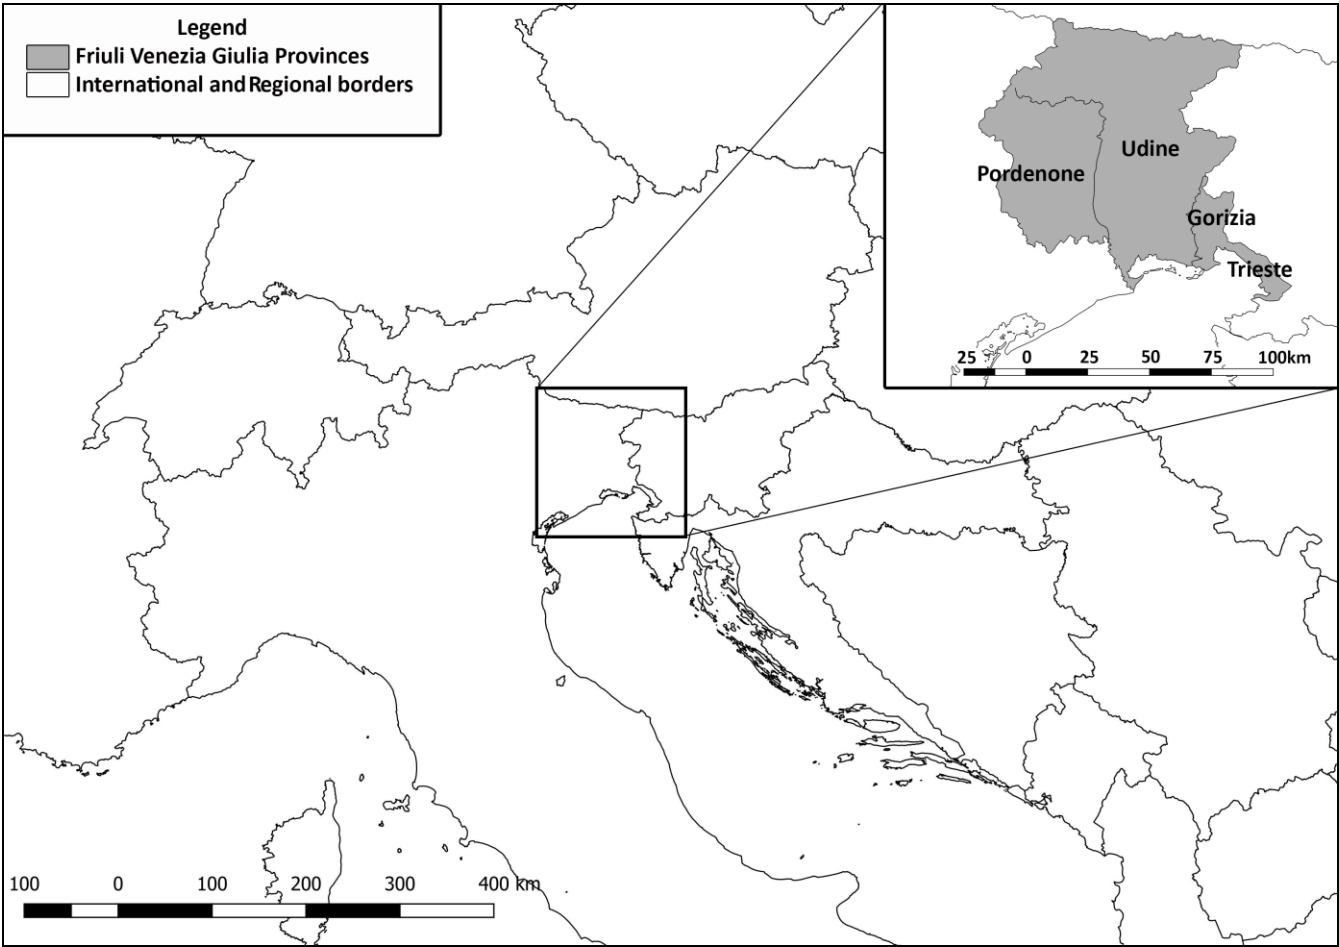 Legend
Friuli Venezia Giulia Provinces
International and Regional borders
Udine
Pordenone
Gorizia
Trieste
25 0 25 50 75 100km
100 0 100 200 300 400 km